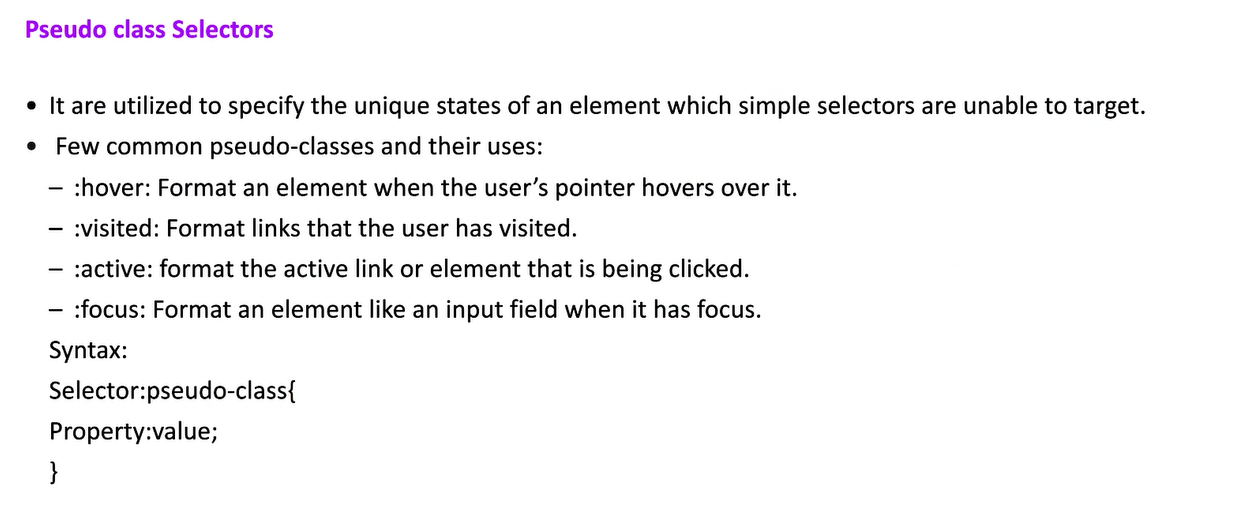 Pseudo class Selectors
• It are utilized to specify the unique states of an element which simple selectors are unable to target.
• Few common pseudo-classes and their uses:
– :hover: Format an element when the user’s pointer hovers over it.
– :visited: Format links that the user has visited.
– :active: format the active link or element that is being clicked.
– :focus: Format an element like an input field when it has focus.
Syntax:
Selector:pseudo-class{
Property:value;
}